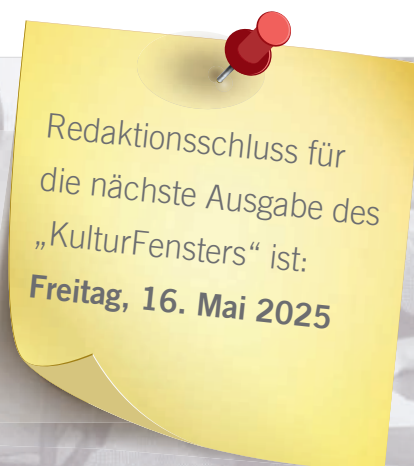 Redaktionsschluss für
die nächste Ausgabe des
„KulturFensters“ ist:
Freitag, 16. Mai 2025